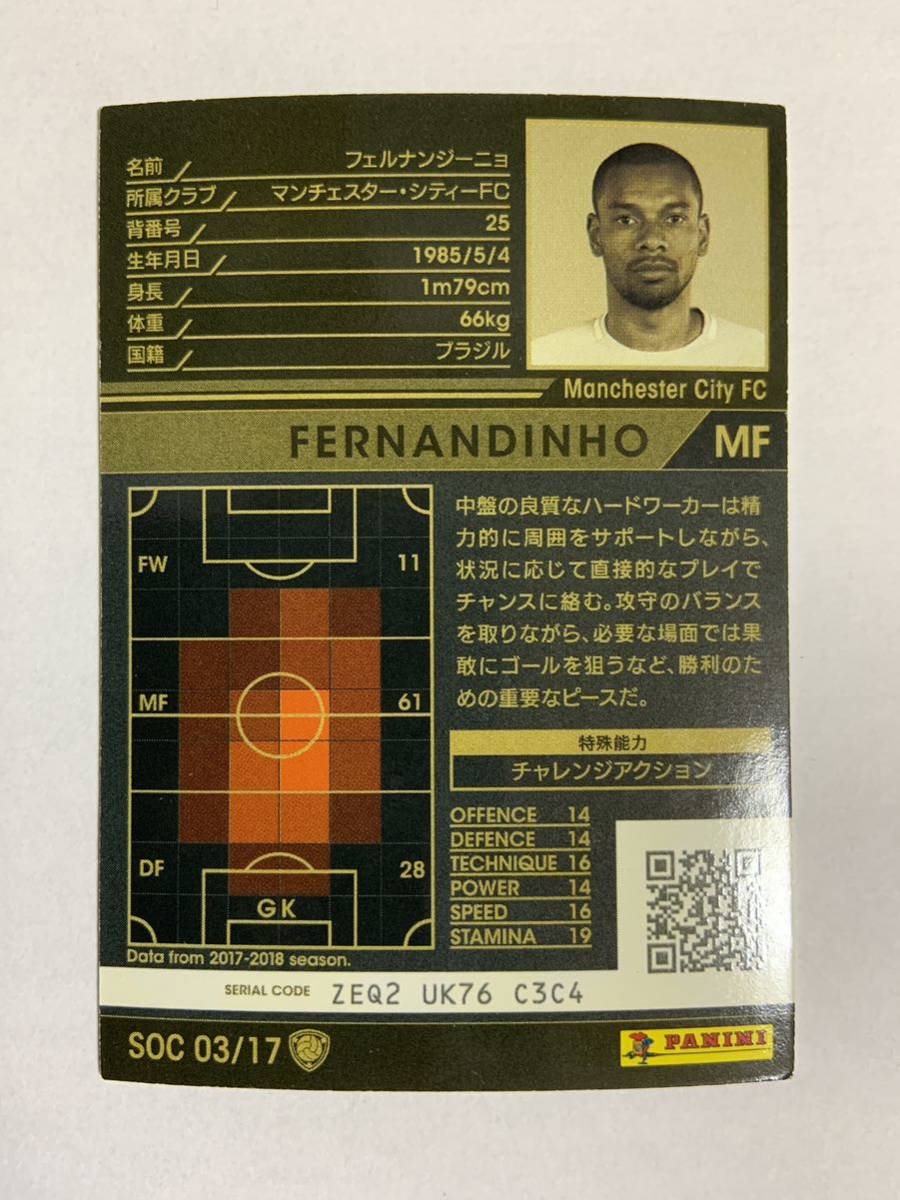 名前 フェルナンジーニョ
所属クラブ マンチェスター・シティーFC
背番号 25
生年月日 1985/5/4
身長 1m79cm
体重 66kg
国籍 ブラジル
Manchester City FC
FERNANDINHO MF
FW 11
MF 61
DF 28
GK
Data from 2017-2018 season.
中盤の良質なハードワーカーは精
力的に周囲をサポートしながら、
状況に応じて直接的なプレイで
チャンスに絡む。攻守のバランス
を取りながら、必要な場面では果
敢にゴールを狙うなど、勝利のた
めの重要なピースだ。
特殊能力
チャレンジアクション
OFFENCE 14
DEFENCE 14
TECHNIQUE 16
POWER 14
SPEED 16
STAMINA 19
SERIAL CODE ZEQ2 UK76 C3C4
SOC 03/17
PANINI